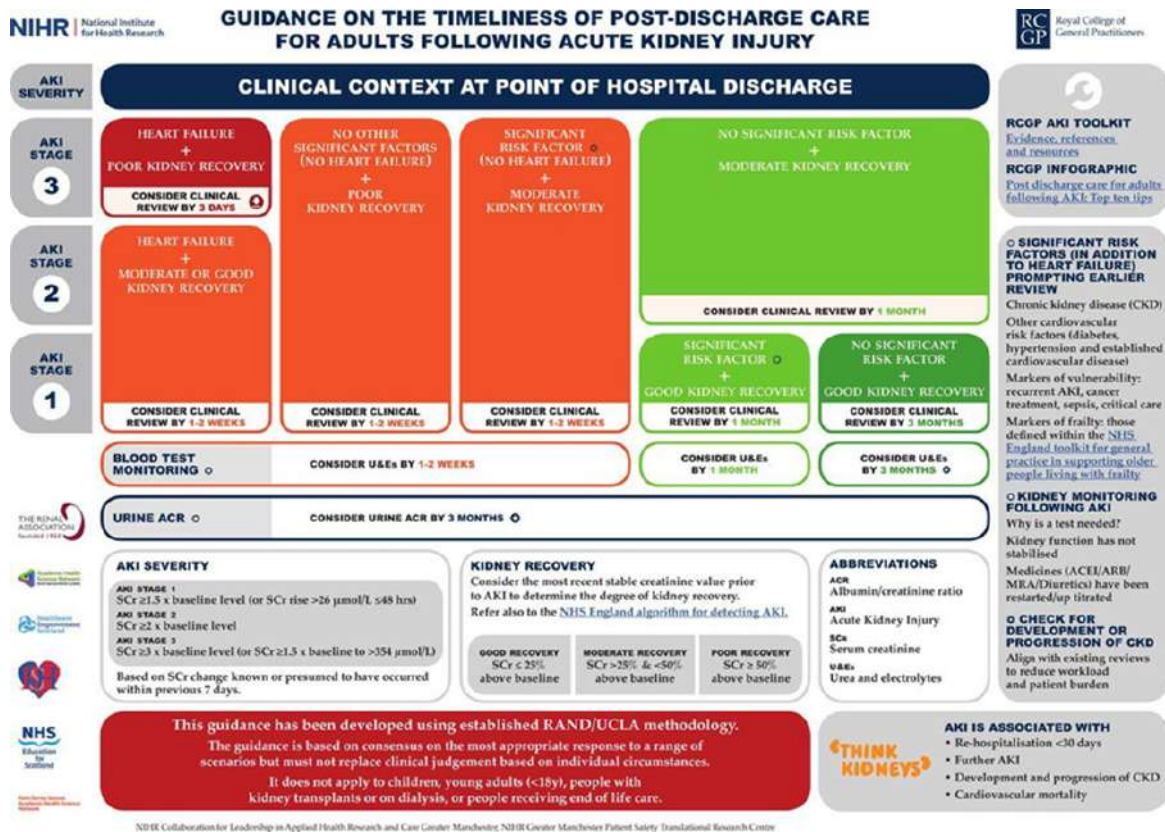 NIHR | National Institute
for Health Research
GUIDANCE ON THE TIMELINESS OF POST-DISCHARGE CARE
FOR ADULTS FOLLOWING ACUTE KIDNEY INJURY
RC
GP
Royal College of
General Practitioners
AKI
SEVERITY
CLINICAL CONTEXT AT POINT OF HOSPITAL DISCHARGE
AKI
STAGE
3
HEART FAILURE
+
POOR KIDNEY RECOVERY
CONSIDER CLINICAL
REVIEW BY 3 DAYS
NO OTHER
SIGNIFICANT FACTORS
(NO HEART FAILURE)
+
POOR
KIDNEY RECOVERY
SIGNIFICANT
RISK FACTOR
(NO HEART FAILURE)
+
MODERATE
KIDNEY RECOVERY
NO SIGNIFICANT RISK FACTOR
+
MODERATE KIDNEY RECOVERY
AKI
STAGE
2
HEART FAILURE
+
MODERATE OR GOOD
KIDNEY RECOVERY
CONSIDER CLINICAL REVIEW BY 1 MONTH
AKI
STAGE
1
SIGNIFICANT
RISK FACTOR
+
GOOD KIDNEY RECOVERY
NO SIGNIFICANT
RISK FACTOR
+
GOOD KIDNEY RECOVERY
CONSIDER CLINICAL
REVIEW BY 1-2 WEEKS
CONSIDER CLINICAL
REVIEW BY 1-2 WEEKS
CONSIDER CLINICAL
REVIEW BY 1-2 WEEKS
CONSIDER CLINICAL
REVIEW BY 1 MONTH
CONSIDER CLINICAL
REVIEW BY 3 MONTHS
BLOOD TEST
MONITORING
CONSIDER U&Es BY 1-2 WEEKS
CONSIDER U&Es
BY 1 MONTH
CONSIDER U&Es
BY 3 MONTHS
URINE ACR
CONSIDER URINE ACR BY 3 MONTHS
RCGP AKI TOOLKIT
Evidence, references
and resources
RCGP INFOGRAPHIC
Post discharge care for adults
following AKI: Top ten tips
SIGNIFICANT RISK
FACTORS (IN ADDITION
TO HEART FAILURE)
PROMPTING EARLIER
REVIEW
Chronic kidney disease (CKD)
Other cardiovascular
risk factors (diabetes,
hypertension and established
cardiovascular disease)
Markers of vulnerability:
recurrent AKI, cancer
treatment, sepsis, critical care
Markers of frailty: those
defined within the NHS
England toolkit for general
practice in supporting older
people living with frailty
KIDNEY MONITORING
FOLLOWING AKI
Why is a test needed?
Kidney function has not
stabilised
Medicines (ACEI/ARB/
MRA/Diuretics) have been
restarted/up titrated
CHECK FOR
DEVELOPMENT OR
PROGRESSION OF CKD
Align with existing reviews
to reduce workload
and patient burden
THE RENAL
ASSOCIATION
AKI SEVERITY
AKI STAGE 1
SCr ≥1.5 x baseline level (or SCr rise >26 µmol/L ≤48 hrs)
AKI STAGE 2
SCr ≥2 x baseline level
AKI STAGE 3
SCr ≥3 x baseline level (or SCr ≥1.5 x baseline to >354 µmol/L)
Based on SCr change known or presumed to have occurred
within previous 7 days.
KIDNEY RECOVERY
Consider the most recent stable creatinine value prior
to AKI to determine the degree of kidney recovery.
Refer also to the NHS England algorithm for detecting AKI.
GOOD RECOVERY
SCr ≤ 25%
above baseline
MODERATE RECOVERY
SCr >25% & <50%
above baseline
POOR RECOVERY
SCr ≥ 50%
above baseline
ABBREVIATIONS
ACR
Albumin/creatinine ratio
AKI
Acute Kidney Injury
SCR
Serum creatinine
U&Es
Urea and electrolytes
NHS
Education
for
Scotland
This guidance has been developed using established RAND/UCLA methodology.
The guidance is based on consensus on the most appropriate response to a range of
scenarios but must not replace clinical judgement based on individual circumstances.
It does not apply to children, young adults (<18y), people with
kidney transplants or on dialysis, or people receiving end of life care.
THINK
KIDNEYS
AKI IS ASSOCIATED WITH
• Re-hospitalisation <30 days
• Further AKI
• Development and progression of CKD
• Cardiovascular mortality
NIHR Collaboration for Leadership in Applied Health Research and Care Greater Manchester, NIHR Greater Manchester Patient Safety Translational Research Centre